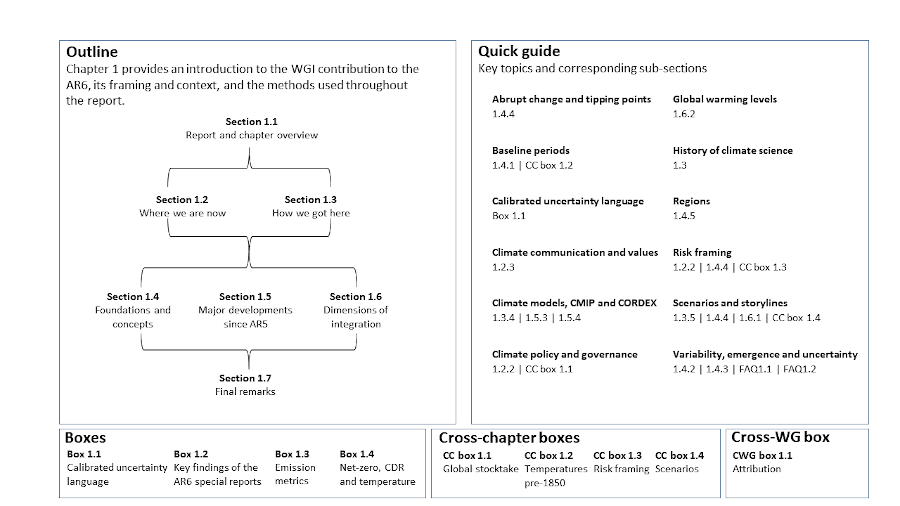 Outline
Chapter 1 provides an introduction to the WGI contribution to the
AR6, its framing and context, and the methods used throughout
the report.
Section 1.1
Report and chapter overview
Section 1.2
Where we are now
Section 1.3
How we got here
Section 1.4
Foundations and
concepts
Section 1.5
Major developments
since AR5
Section 1.6
Dimensions of
integration
Section 1.7
Final remarks
Quick guide
Key topics and corresponding sub-sections
Abrupt change and tipping points
1.4.4
Global warming levels
1.6.2
Baseline periods
1.4.1 | CC box 1.2
History of climate science
1.3
Calibrated uncertainty language
Box 1.1
Regions
1.4.5
Climate communication and values
1.2.3
Risk framing
1.2.2 | 1.4.4 | CC box 1.3
Climate models, CMIP and CORDEX
1.3.4 | 1.5.3 | 1.5.4
Scenarios and storylines
1.3.5 | 1.4.4 | 1.6.1 | CC box 1.4
Climate policy and governance
1.2.2 | CC box 1.1
Variability, emergence and uncertainty
1.4.2 | 1.4.3 | FAQ1.1 | FAQ1.2
Boxes
Box 1.1
Calibrated uncertainty
language
Box 1.2
Key findings of the
AR6 special reports
Box 1.3
Emission
metrics
Box 1.4
Net-zero, CDR
and temperature
Cross-chapter boxes
CC box 1.1
Global stocktake
CC box 1.2
Temperatures
pre-1850
CC box 1.3
Risk framing
CC box 1.4
Scenarios
Cross-WG box
CWG box 1.1
Attribution